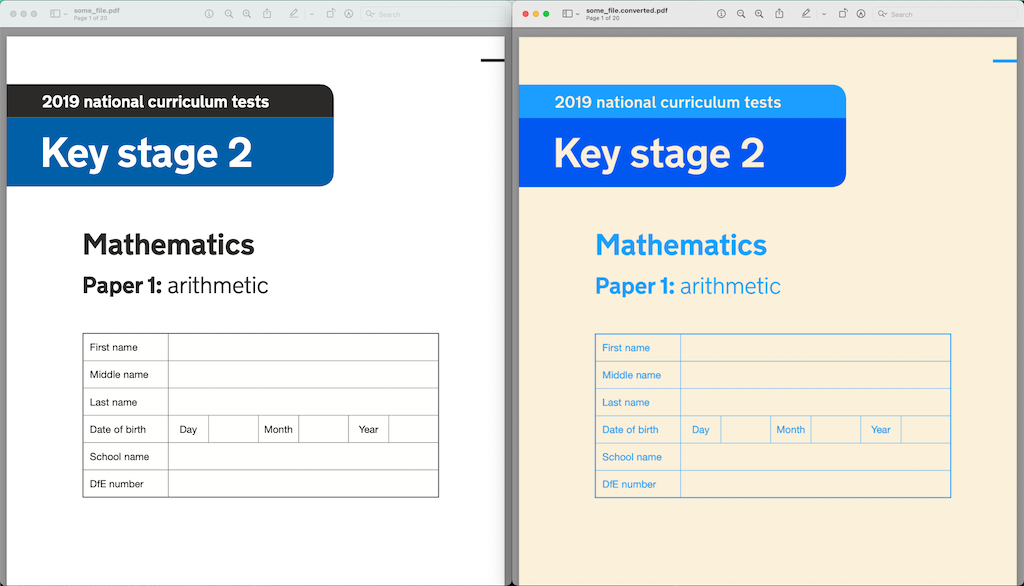 some_file.pdf
Page 1 of 20
Search
2019 national curriculum tests
Key stage 2
Mathematics
Paper 1: arithmetic
First name
Middle name
Last name
Date of birth Day Month Year
School name
DfE number
some_file.converted.pdf
Page 1 of 20
Search
2019 national curriculum tests
Key stage 2
Mathematics
Paper 1: arithmetic
First name
Middle name
Last name
Date of birth Day Month Year
School name
DfE number